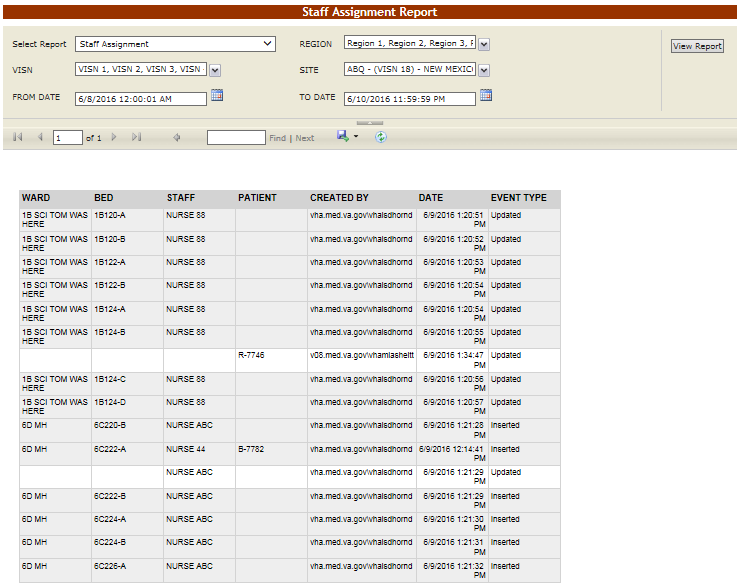 Staff Assignment Report
Select Report Staff Assignment REGION Region 1, Region 2, Region 3, View Report
VISN VISN 1, VISN 2, VISN 3, VISN SITE ABQ - (VISN 18) - NEW MEXIC
FROM DATE 6/8/2016 12:00:01 AM TO DATE 6/10/2016 11:59:59 PM
1 of 1 Find | Next
WARD BED STAFF PATIENT CREATED BY DATE EVENT TYPE
1B SCI TOM WAS 1B120-A NURSE 88 vha.med.va.gov\vhaisdhornd 6/9/2016 1:20:51 Updated
HERE PM
1B SCI TOM WAS 1B120-B NURSE 88 vha.med.va.gov\vhaisdhornd 6/9/2016 1:20:52 Updated
HERE PM
1B SCI TOM WAS 1B122-A NURSE 88 vha.med.va.gov\vhaisdhornd 6/9/2016 1:20:53 Updated
HERE PM
1B SCI TOM WAS 1B122-B NURSE 88 vha.med.va.gov\vhaisdhornd 6/9/2016 1:20:54 Updated
HERE PM
1B SCI TOM WAS 1B124-A NURSE 88 vha.med.va.gov\vhaisdhornd 6/9/2016 1:20:54 Updated
HERE PM
1B SCI TOM WAS 1B124-B NURSE 88 vha.med.va.gov\vhaisdhornd 6/9/2016 1:20:55 Updated
HERE PM
R-7746 v08.med.va.gov\vhamiasheltt 6/9/2016 1:34:47 Updated
PM
1B SCI TOM WAS 1B124-C NURSE 88 vha.med.va.gov\vhaisdhornd 6/9/2016 1:20:56 Updated
HERE PM
1B SCI TOM WAS 1B124-D NURSE 88 vha.med.va.gov\vhaisdhornd 6/9/2016 1:20:57 Updated
HERE PM
6D MH 6C220-B NURSE ABC vha.med.va.gov\vhaisdhornd 6/9/2016 1:21:28 Inserted
PM
6D MH 6C222-A NURSE 44 B-7782 vha.med.va.gov\vhaisdhornd 6/9/2016 12:14:41 Inserted
PM
NURSE ABC vha.med.va.gov\vhaisdhornd 6/9/2016 1:21:29 Updated
PM
6D MH 6C222-B NURSE ABC vha.med.va.gov\vhaisdhornd 6/9/2016 1:21:29 Inserted
PM
6D MH 6C224-A NURSE ABC vha.med.va.gov\vhaisdhornd 6/9/2016 1:21:30 Inserted
PM
6D MH 6C224-B NURSE ABC vha.med.va.gov\vhaisdhornd 6/9/2016 1:21:31 Inserted
PM
6D MH 6C226-A NURSE ABC vha.med.va.gov\vhaisdhornd 6/9/2016 1:21:32 Inserted
PM